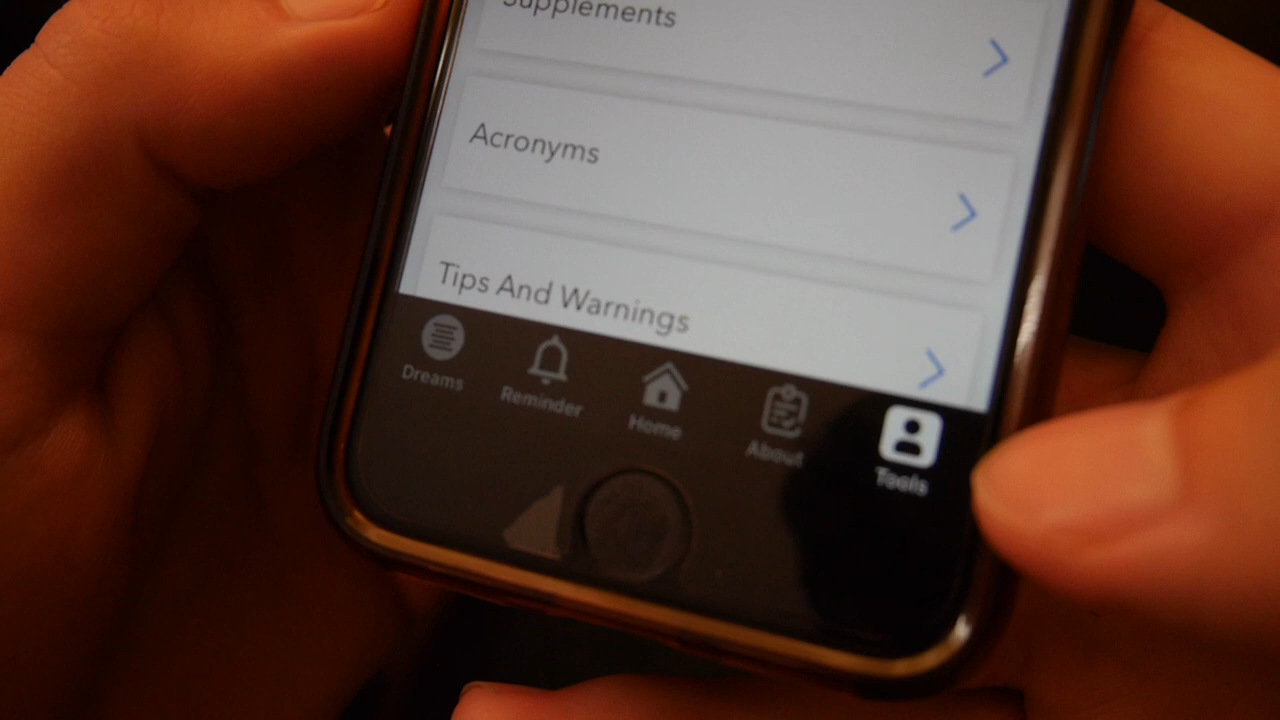 Supplements
Acronyms
Tips And Warnings
Dreams
Reminder
Home
About
Tools